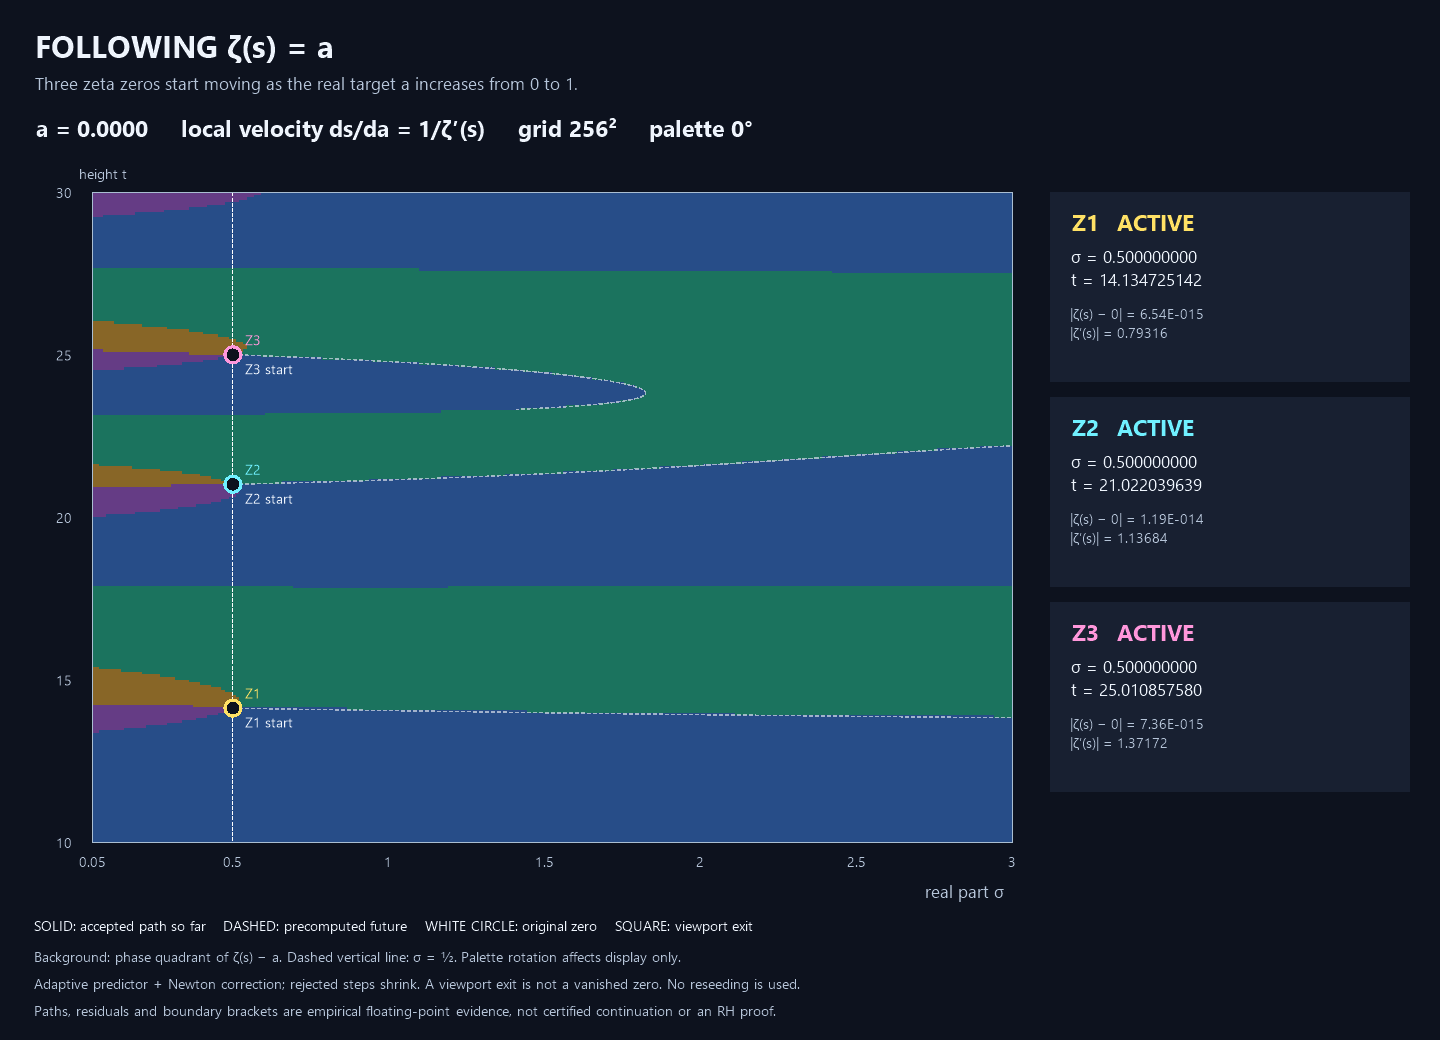 FOLLOWING ζ(s) = a
Three zeta zeros start moving as the real target a increases from 0 to 1.
a = 0.0000 local velocity ds/da = 1/ζ′(s) grid 256² palette 0°
height t
30
25
20
15
10
0.05 0.5 1 1.5 2 2.5 3
real part σ
Z3
Z3 start
Z2
Z2 start
Z1
Z1 start
Z1 ACTIVE
σ = 0.500000000
t = 14.134725142
|ζ(s) − 0| = 6.54E-015
|ζ′(s)| = 0.79316
Z2 ACTIVE
σ = 0.500000000
t = 21.022039639
|ζ(s) − 0| = 1.19E-014
|ζ′(s)| = 1.13684
Z3 ACTIVE
σ = 0.500000000
t = 25.010857580
|ζ(s) − 0| = 7.36E-015
|ζ′(s)| = 1.37172
SOLID: accepted path so far DASHED: precomputed future WHITE CIRCLE: original zero SQUARE: viewport exit
Background: phase quadrant of ζ(s) − a. Dashed vertical line: σ = ½. Palette rotation affects display only.
Adaptive predictor + Newton correction; rejected steps shrink. A viewport exit is not a vanished zero. No reseeding is used.
Paths, residuals and boundary brackets are empirical floating-point evidence, not certified continuation or an RH proof.